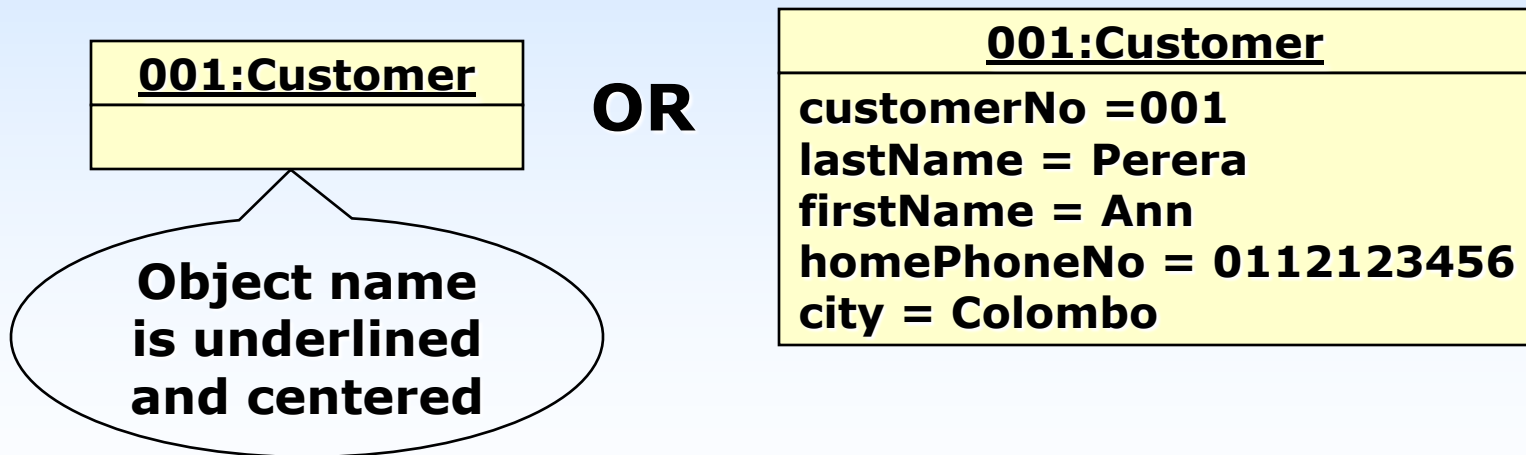 001:Customer
Object name
is underlined
and centered
OR
001:Customer
customerNo =001
lastName = Perera
firstName = Ann
homePhoneNo = 0112123456
city = Colombo